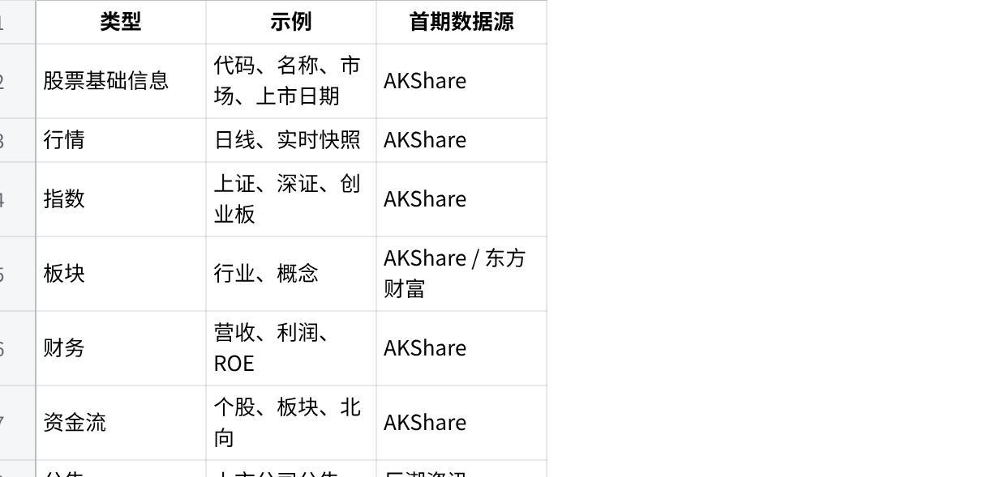 1
类型 示例 首期数据源
2
股票基础信息
代码、名称、市
场、上市日期
AKShare
3
行情 日线、实时快照 AKShare
4
指数
上证、深证、创
业板
AKShare
5
板块
行业、概念
AKShare / 东方
财富
6
财务
营收、利润、
ROE
AKShare
7
资金流
个股、板块、北
向
AKShare